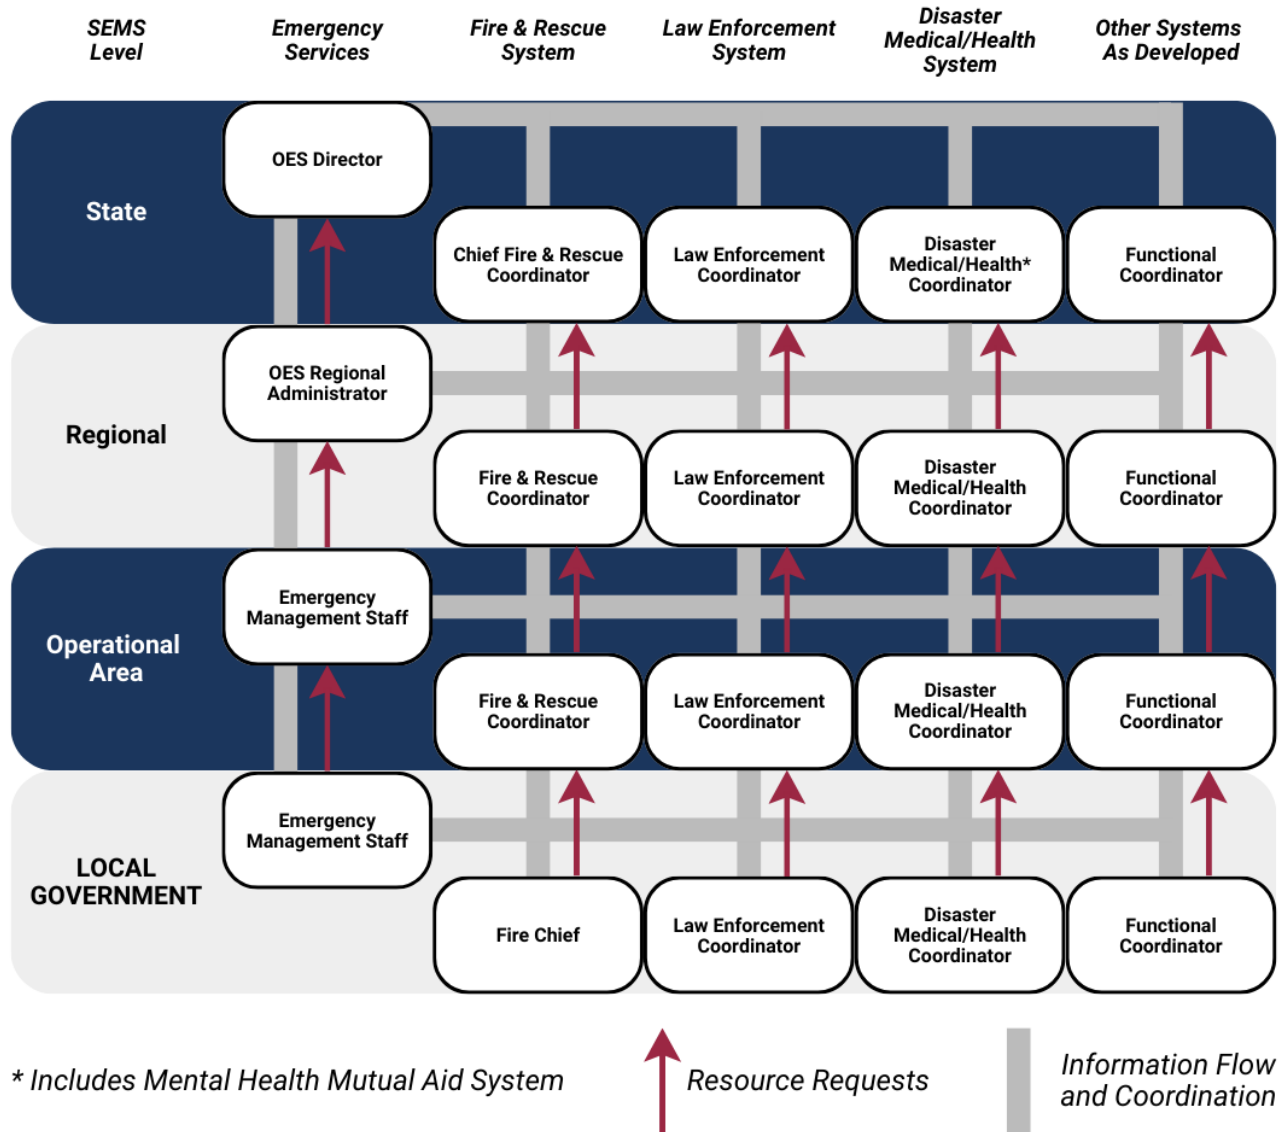 SEMS
Level
Emergency
Services
Fire & Rescue
System
Law Enforcement
System
Disaster
Medical/Health
System
Other Systems
As Developed
State
OES Director
Chief Fire & Rescue
Coordinator
Law Enforcement
Coordinator
Disaster
Medical/Health*
Coordinator
Functional
Coordinator
Regional
OES Regional
Administrator
Fire & Rescue
Coordinator
Law Enforcement
Coordinator
Disaster
Medical/Health
Coordinator
Functional
Coordinator
Operational
Area
Emergency
Management Staff
Fire & Rescue
Coordinator
Law Enforcement
Coordinator
Disaster
Medical/Health
Coordinator
Functional
Coordinator
LOCAL
GOVERNMENT
Emergency
Management Staff
Fire Chief
Law Enforcement
Coordinator
Disaster
Medical/Health
Coordinator
Functional
Coordinator
* Includes Mental Health Mutual Aid System
Resource Requests
Information Flow
and Coordination